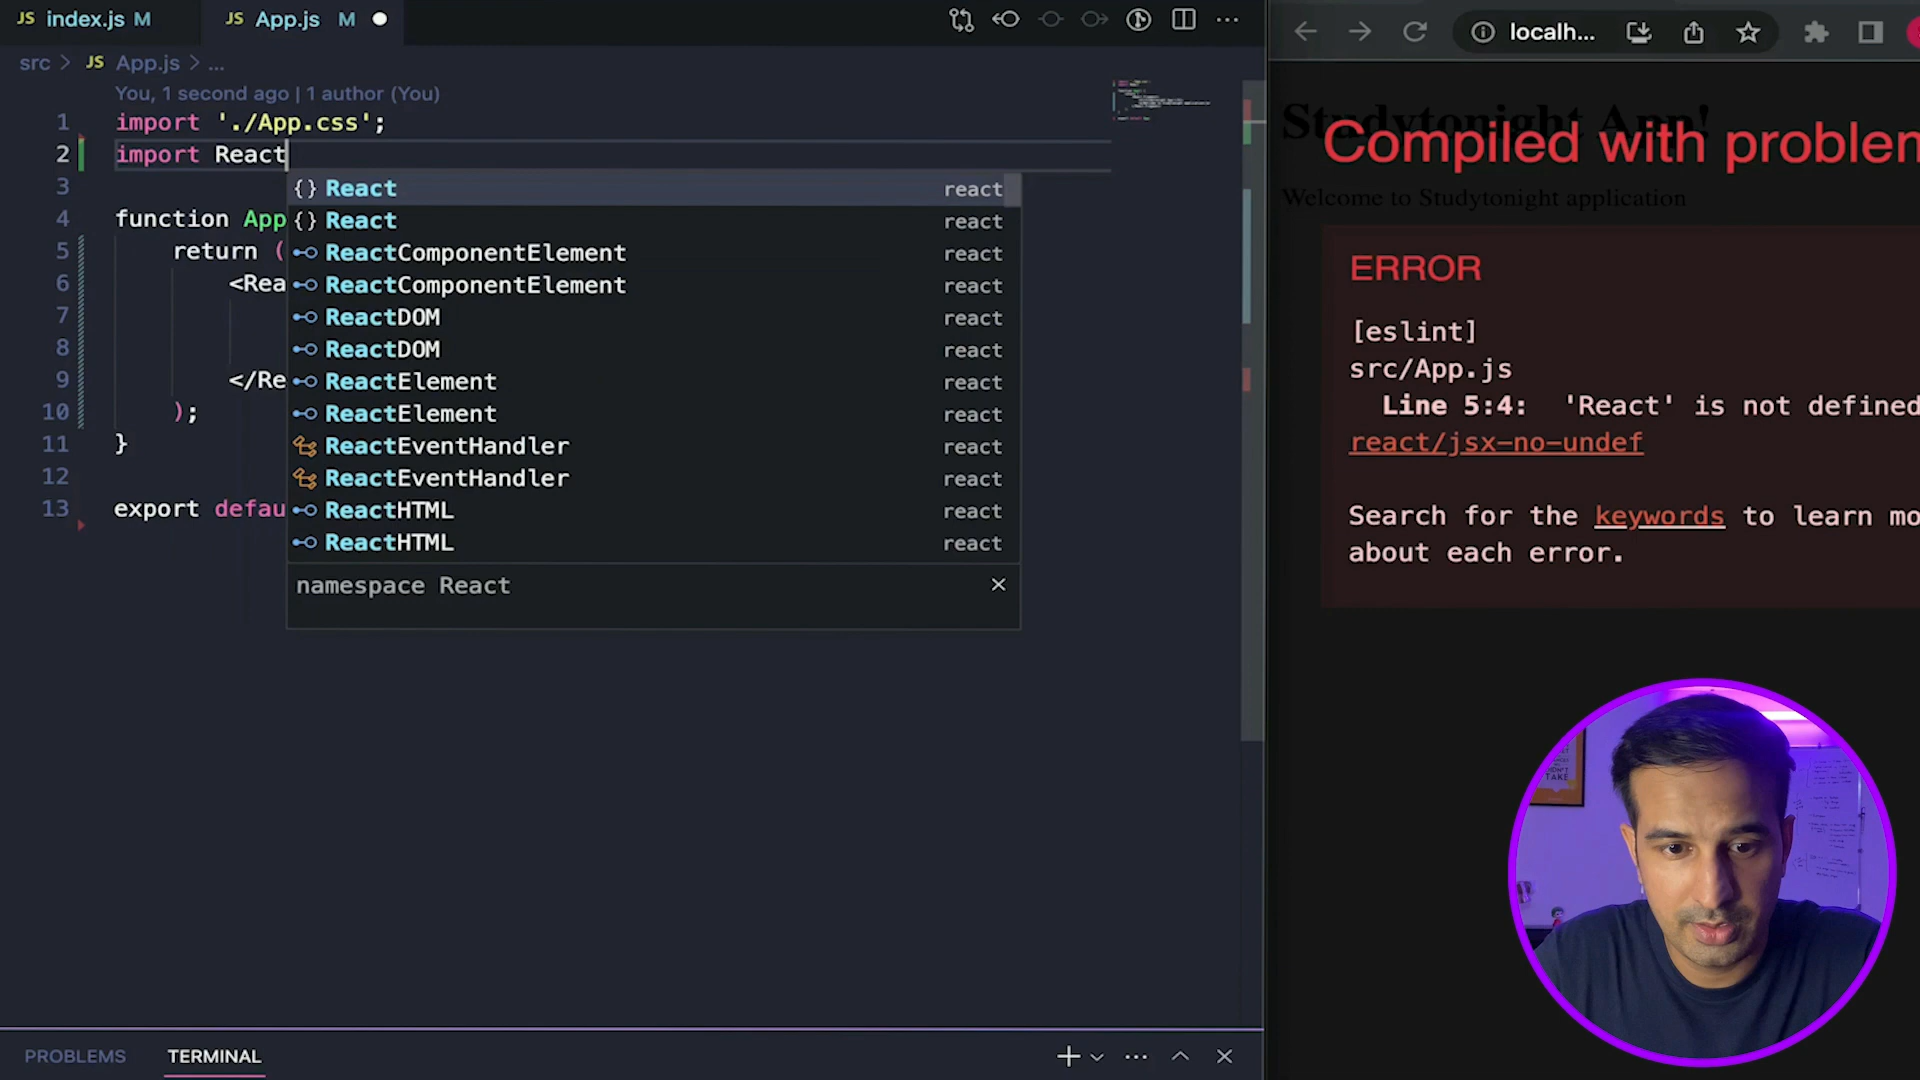 JS index.js M
JS App.js M
src > JS App.js > ...
You, 1 second ago | 1 author (You)
1 import './App.css';
2 import React
3
4 function App
5 return (
6 <Rea
7
8
9 </Re
10 );
11 }
12
13 export defau
{} React react
{} React react
ReactComponentElement react
ReactComponentElement react
ReactDOM react
ReactDOM react
ReactElement react
ReactElement react
ReactEventHandler react
ReactEventHandler react
ReactHTML react
ReactHTML react
namespace React
PROBLEMS TERMINAL
localh...
Studytonight App!
Compiled with problem
Welcome to Studytonight application
ERROR
[eslint]
src/App.js
Line 5:4: 'React' is not defined
react/jsx-no-undef
Search for the keywords to learn mo
about each error.
DIDN'T
TAKE